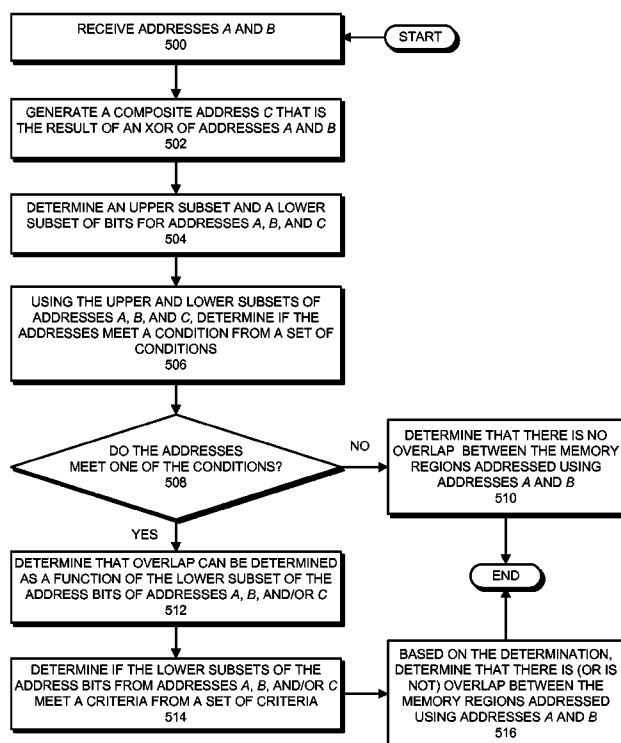 RECEIVE ADDRESSES A AND B
500
START
GENERATE A COMPOSITE ADDRESS C THAT IS
THE RESULT OF AN XOR OF ADDRESSES A AND B
502
DETERMINE AN UPPER SUBSET AND A LOWER
SUBSET OF BITS FOR ADDRESSES A, B, AND C
504
USING THE UPPER AND LOWER SUBSETS OF
ADDRESSES A, B, AND C, DETERMINE IF THE
ADDRESSES MEET A CONDITION FROM A SET OF
CONDITIONS
506
DO THE ADDRESSES
MEET ONE OF THE CONDITIONS?
508
NO
DETERMINE THAT THERE IS NO
OVERLAP BETWEEN THE MEMORY
REGIONS ADDRESSED USING
ADDRESSES A AND B
510
YES
END
DETERMINE THAT OVERLAP CAN BE DETERMINED
AS A FUNCTION OF THE LOWER SUBSET OF THE
ADDRESS BITS OF ADDRESSES A, B, AND/OR C
512
DETERMINE IF THE LOWER SUBSETS OF THE
ADDRESS BITS FROM ADDRESSES A, B, AND/OR C
MEET A CRITERIA FROM A SET OF CRITERIA
514
BASED ON THE DETERMINATION,
DETERMINE THAT THERE IS (OR IS
NOT) OVERLAP BETWEEN THE
MEMORY REGIONS ADDRESSED
USING ADDRESSES A AND B
516